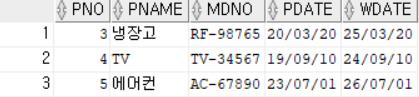 PNO PNAME MDNO PDATE WDATE
1 3 냉장고 RF-98765 20/03/20 25/03/20
2 4 TV TV-34567 19/09/10 24/09/10
3 5 에어컨 AC-67890 23/07/01 26/07/01